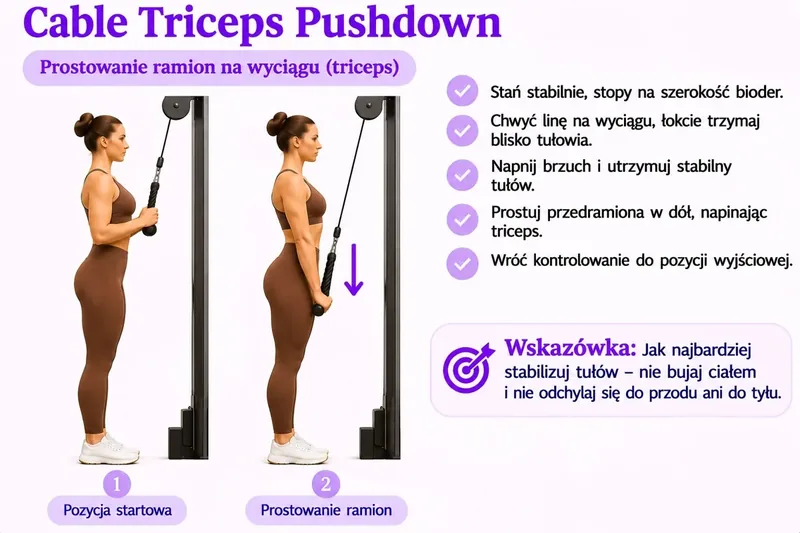 Cable Triceps Pushdown
Prostowanie ramion na wyciągu (triceps)
Stań stabilnie, stopy na szerokość bioder.
Chwyć linę na wyciągu, łokcie trzymaj
blisko tułowia.
Napnij brzuch i utrzymuj stabilny
tułów.
Prostuj przedramiona w dół, napinając
triceps.
Wróć kontrolowanie do pozycji wyjściowej.
Wskazówka: Jak najbardziej
stabilizuj tułów – nie bujaj ciałem
i nie odchylaj się do przodu ani do tyłu.
1
Pozycja startowa
2
Prostowanie ramion